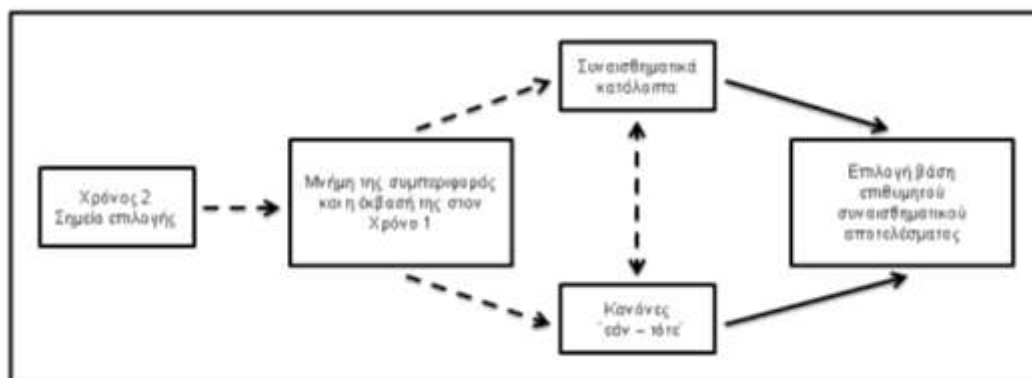 Συναισθηματικά
κατάλοιπα
Χρόνος 2
Σημεία επιλογής
Μνήμη της συμπεριφοράς
και η έκβασή της στον
Χρόνο 1
Επιλογή βάση
επιθυμητού
συναισθηματικού
αποτελέσματος
Κανόνες
΄εάν – τότε΄